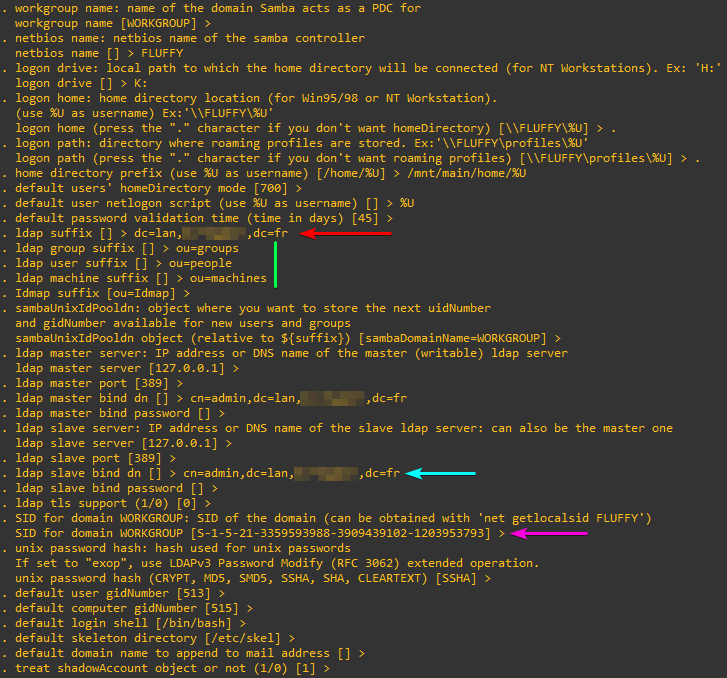 . workgroup name: name of the domain Samba acts as a PDC for
workgroup name [WORKGROUP] >
. netbios name: netbios name of the samba controller
netbios name [] > FLUFFY
. logon drive: local path to which the home directory will be connected (for NT Workstations). Ex: 'H:'
logon drive [] > K:
. logon home: home directory location (for Win95/98 or NT Workstation).
(use %U as username) Ex:'\\FLUFFY\%U'
logon home (press the "." character if you don't want homeDirectory) [\\FLUFFY\%U] > .
. logon path: directory where roaming profiles are stored. Ex:'\\FLUFFY\profiles\%U'
logon path (press the "." character if you don't want roaming profiles) [\\FLUFFY\profiles\%U] > .
. home directory prefix (use %U as username) [/home/%U] > /mnt/main/home/%U
. default users' homeDirectory mode [700] >
. default user netlogon script (use %U as username) [] > %U
. default password validation time (time in days) [45] >
. ldap suffix [] > dc=lan, ,dc=fr
. ldap group suffix [] > ou=groups
. ldap user suffix [] > ou=people
. ldap machine suffix [] > ou=machines
. Idmap suffix [ou=Idmap] >
. sambaUnixIdPooldn: object where you want to store the next uidNumber
and gidNumber available for new users and groups
sambaUnixIdPooldn object (relative to ${suffix}) [sambaDomainName=WORKGROUP] >
. ldap master server: IP address or DNS name of the master (writable) ldap server
ldap master server [127.0.0.1] >
. ldap master port [389] >
. ldap master bind dn [] > cn=admin,dc=lan, ,dc=fr
. ldap master bind password [] >
. ldap slave server: IP address or DNS name of the slave ldap server: can also be the master one
ldap slave server [127.0.0.1] >
. ldap slave port [389] >
. ldap slave bind dn [] > cn=admin,dc=lan, ,dc=fr
. ldap slave bind password [] >
. ldap tls support (1/0) [0] >
. SID for domain WORKGROUP: SID of the domain (can be obtained with 'net getlocalsid FLUFFY')
SID for domain WORKGROUP [S-1-5-21-3359593988-3909439102-1203953793] >
. unix password hash: hash used for unix passwords
If set to "exop", use LDAPv3 Password Modify (RFC 3062) extended operation.
unix password hash (CRYPT, MD5, SMD5, SSHA, SHA, CLEARTEXT) [SSHA] >
. default user gidNumber [513] >
. default computer gidNumber [515] >
. default login shell [/bin/bash] >
. default skeleton directory [/etc/skel] >
. default domain name to append to mail address [] >
. treat shadowAccount object or not (1/0) [1] >